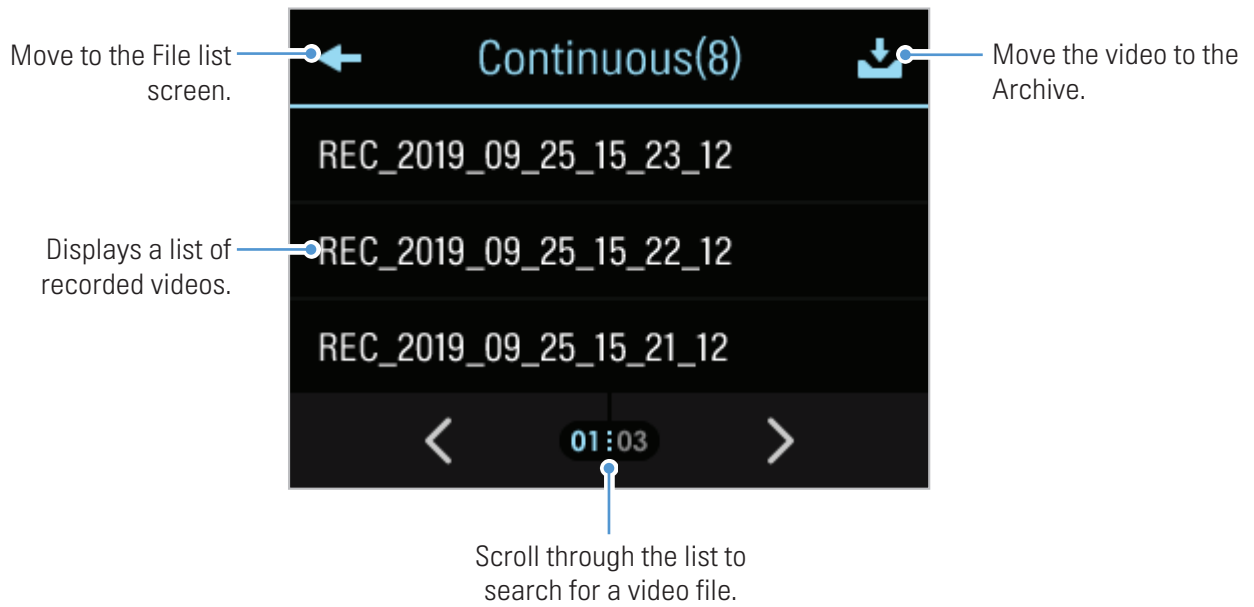 Move to the File list
screen.
Continuous(8)
Move the video to the
Archive.
REC_2019_09_25_15_23_12
Displays a list of
recorded videos.
REC_2019_09_25_15_22_12
REC_2019_09_25_15_21_12
01 03
Scroll through the list to
search for a video file.